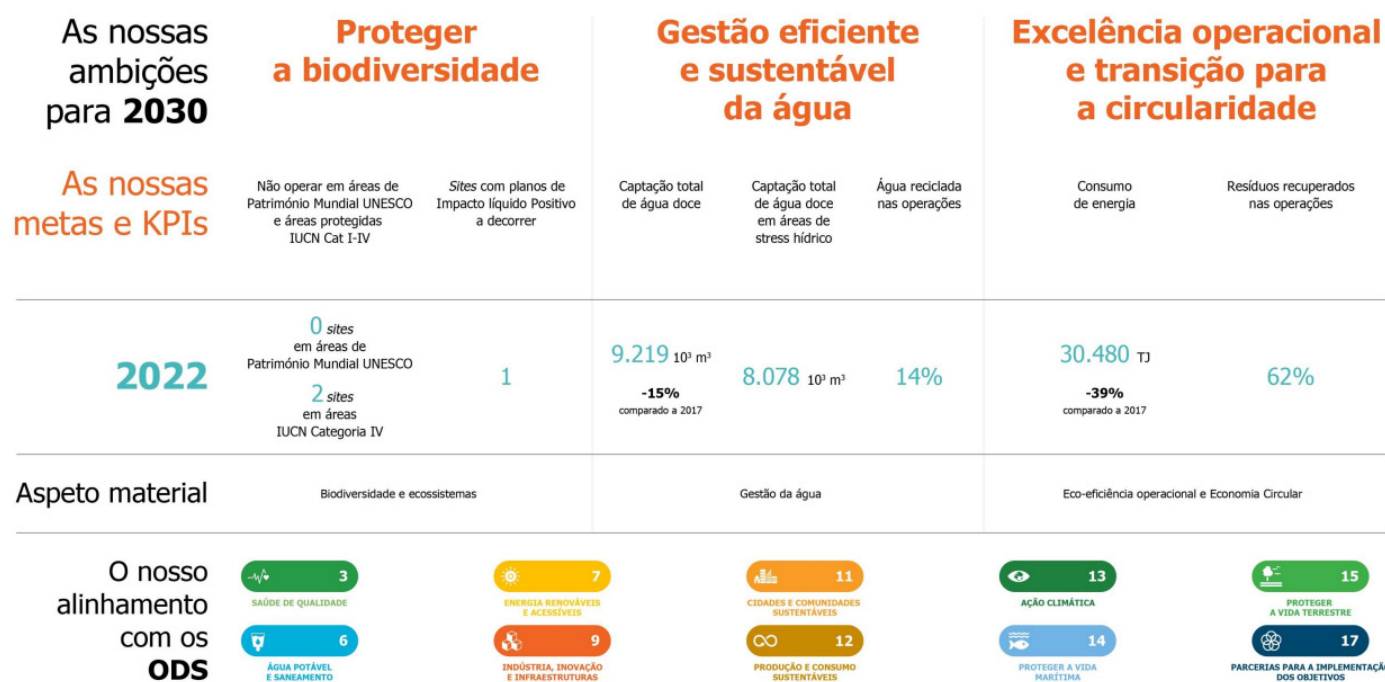 As nossas
ambições
para 2030
Proteger
a biodiversidade
Gestão eficiente
e sustentável
da água
Excelência operacional
e transição para
a circularidade
As nossas
metas e KPIs
Não operar em áreas de
Património Mundial UNESCO
e áreas protegidas
IUCN Cat I-IV
Sites com planos de
Impacto líquido Positivo
a decorrer
Captação total
de água doce
Captação total
de água doce
em áreas de
stress hídrico
Água reciclada
nas operações
Consumo
de energia
Resíduos recuperados
nas operações
2022
0 sites
em áreas de
Património Mundial UNESCO
2 sites
em áreas
IUCN Categoria IV
1
9.219 10³ m³
-15%
comparado a 2017
8.078 10³ m³
14%
30.480 TJ
-39%
comparado a 2017
62%
Aspeto material
Biodiversidade e ecossistemas
Gestão da água
Eco-eficiência operacional e Economia Circular
O nosso
alinhamento
com os
ODS
3
SAÚDE DE QUALIDADE
7
ENERGIA RENOVÁVEIS
E ACESSÍVEIS
11
CIDADES E COMUNIDADES
SUSTENTÁVEIS
13
AÇÃO CLIMÁTICA
15
PROTEGER
A VIDA TERRESTRE
6
ÁGUA POTÁVEL
E SANEAMENTO
9
INDÚSTRIA, INOVAÇÃO
E INFRAESTRUTURAS
12
PRODUÇÃO E CONSUMO
SUSTENTÁVEIS
14
PROTEGER A VIDA
MARÍTIMA
17
PARCERIAS PARA A IMPLEMENTAÇÃO
DOS OBJETIVOS